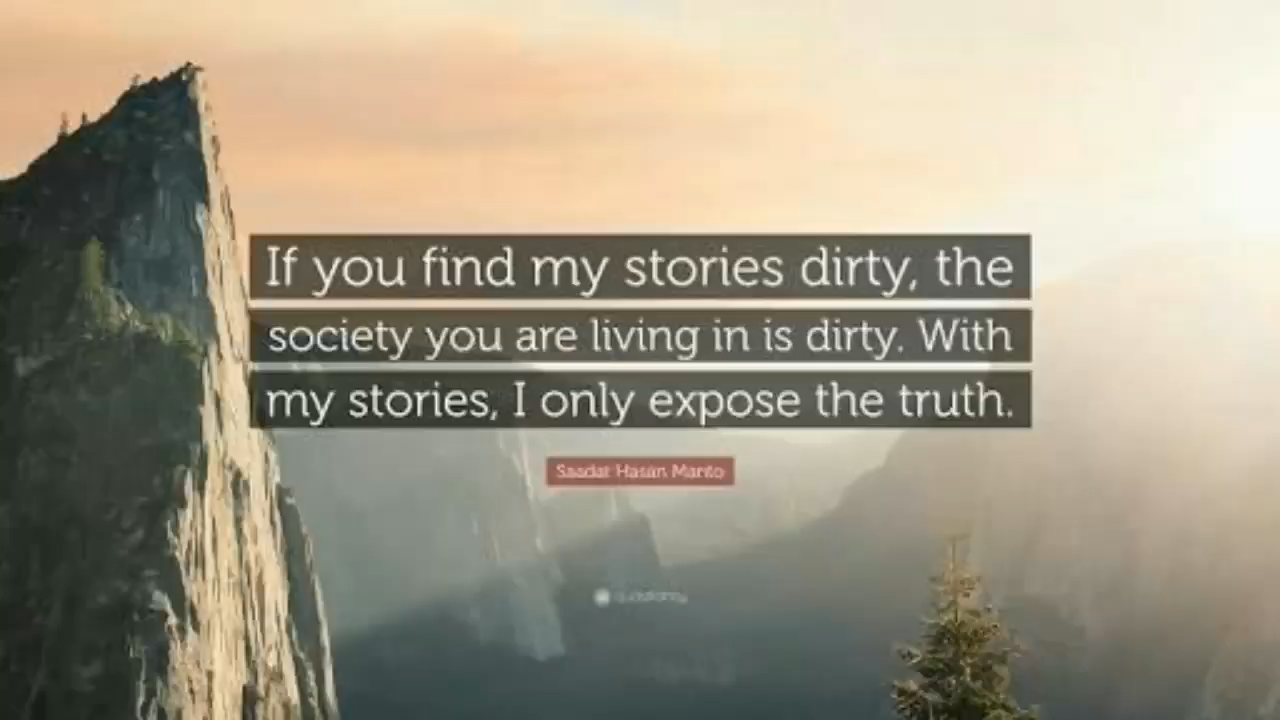 If you find my stories dirty, the
society you are living in is dirty. With
my stories, I only expose the truth.
Saadat Hasan Manto